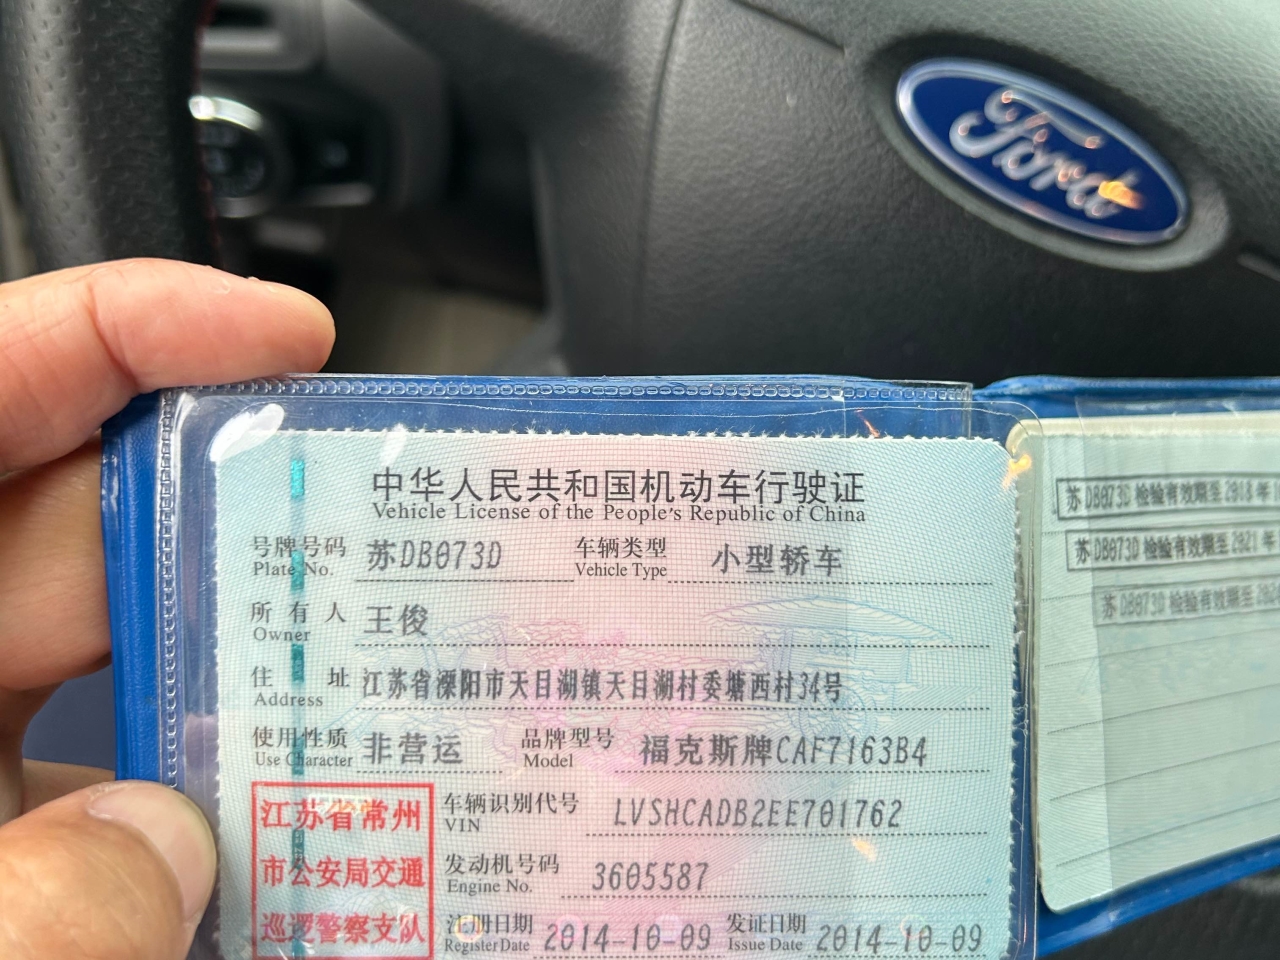 Ford
中华人民共和国机动车行驶证
Vehicle License of the People's Republic of China
号牌号码 苏DB073D 车辆类型 小型轿车
Plate No. Vehicle Type
所有人 王俊
Owner
住址 江苏省溧阳市天目湖镇天目湖村委塘西村34号
Address
使用性质 非营运 品牌型号 福克斯牌CAF7163B4
Use Character Model
江苏省常州
市公安局交通
巡逻警察支队
车辆识别代号 LVSHCADB2EE701762
VIN
发动机号码 3605587
Engine No.
注册日期 2014-10-09 发证日期 2014-10-09
Register Date Issue Date
苏DB073D 检验有效期至 2018年
苏DB073D 检验有效期至 2021年
苏DB073D 检验有效期至